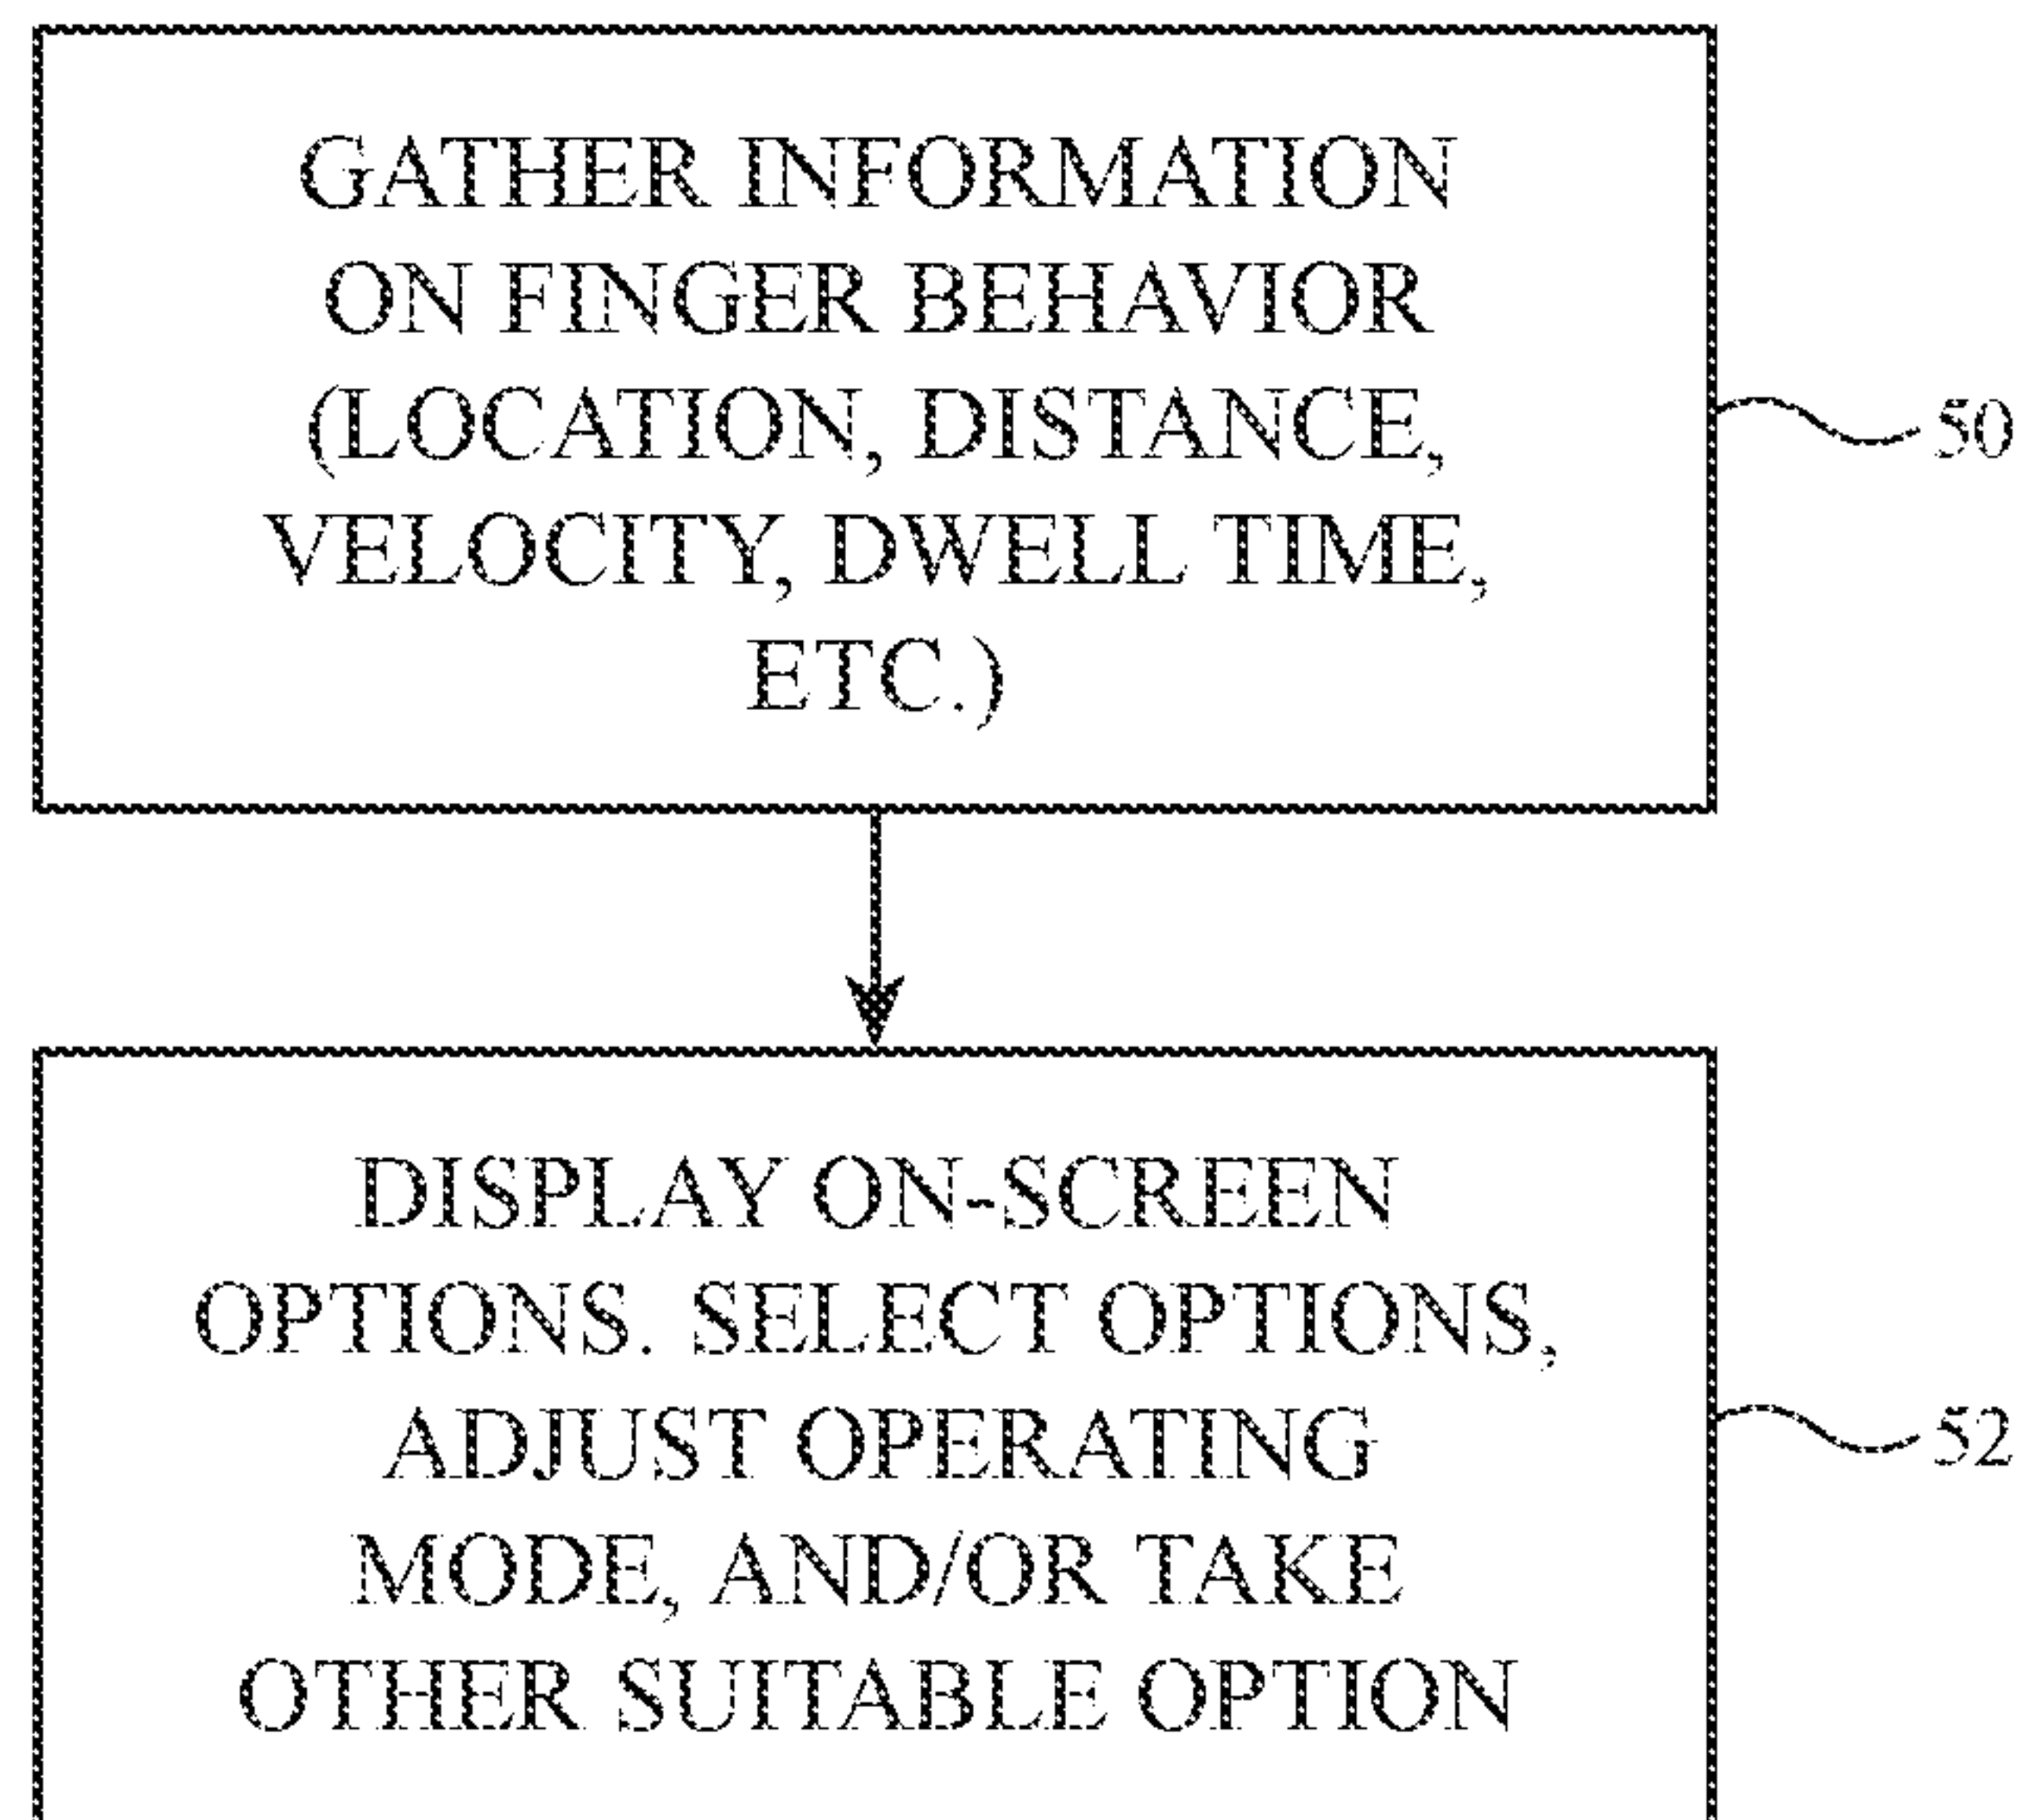 GATHER INFORMATION
ON FINGER BEHAVIOR
(LOCATION, DISTANCE,
VELOCITY, DWELL TIME,
ETC.)
50
DISPLAY ON-SCREEN
OPTIONS. SELECT OPTIONS,
ADJUST OPERATING
MODE, AND/OR TAKE
OTHER SUITABLE OPTION
52